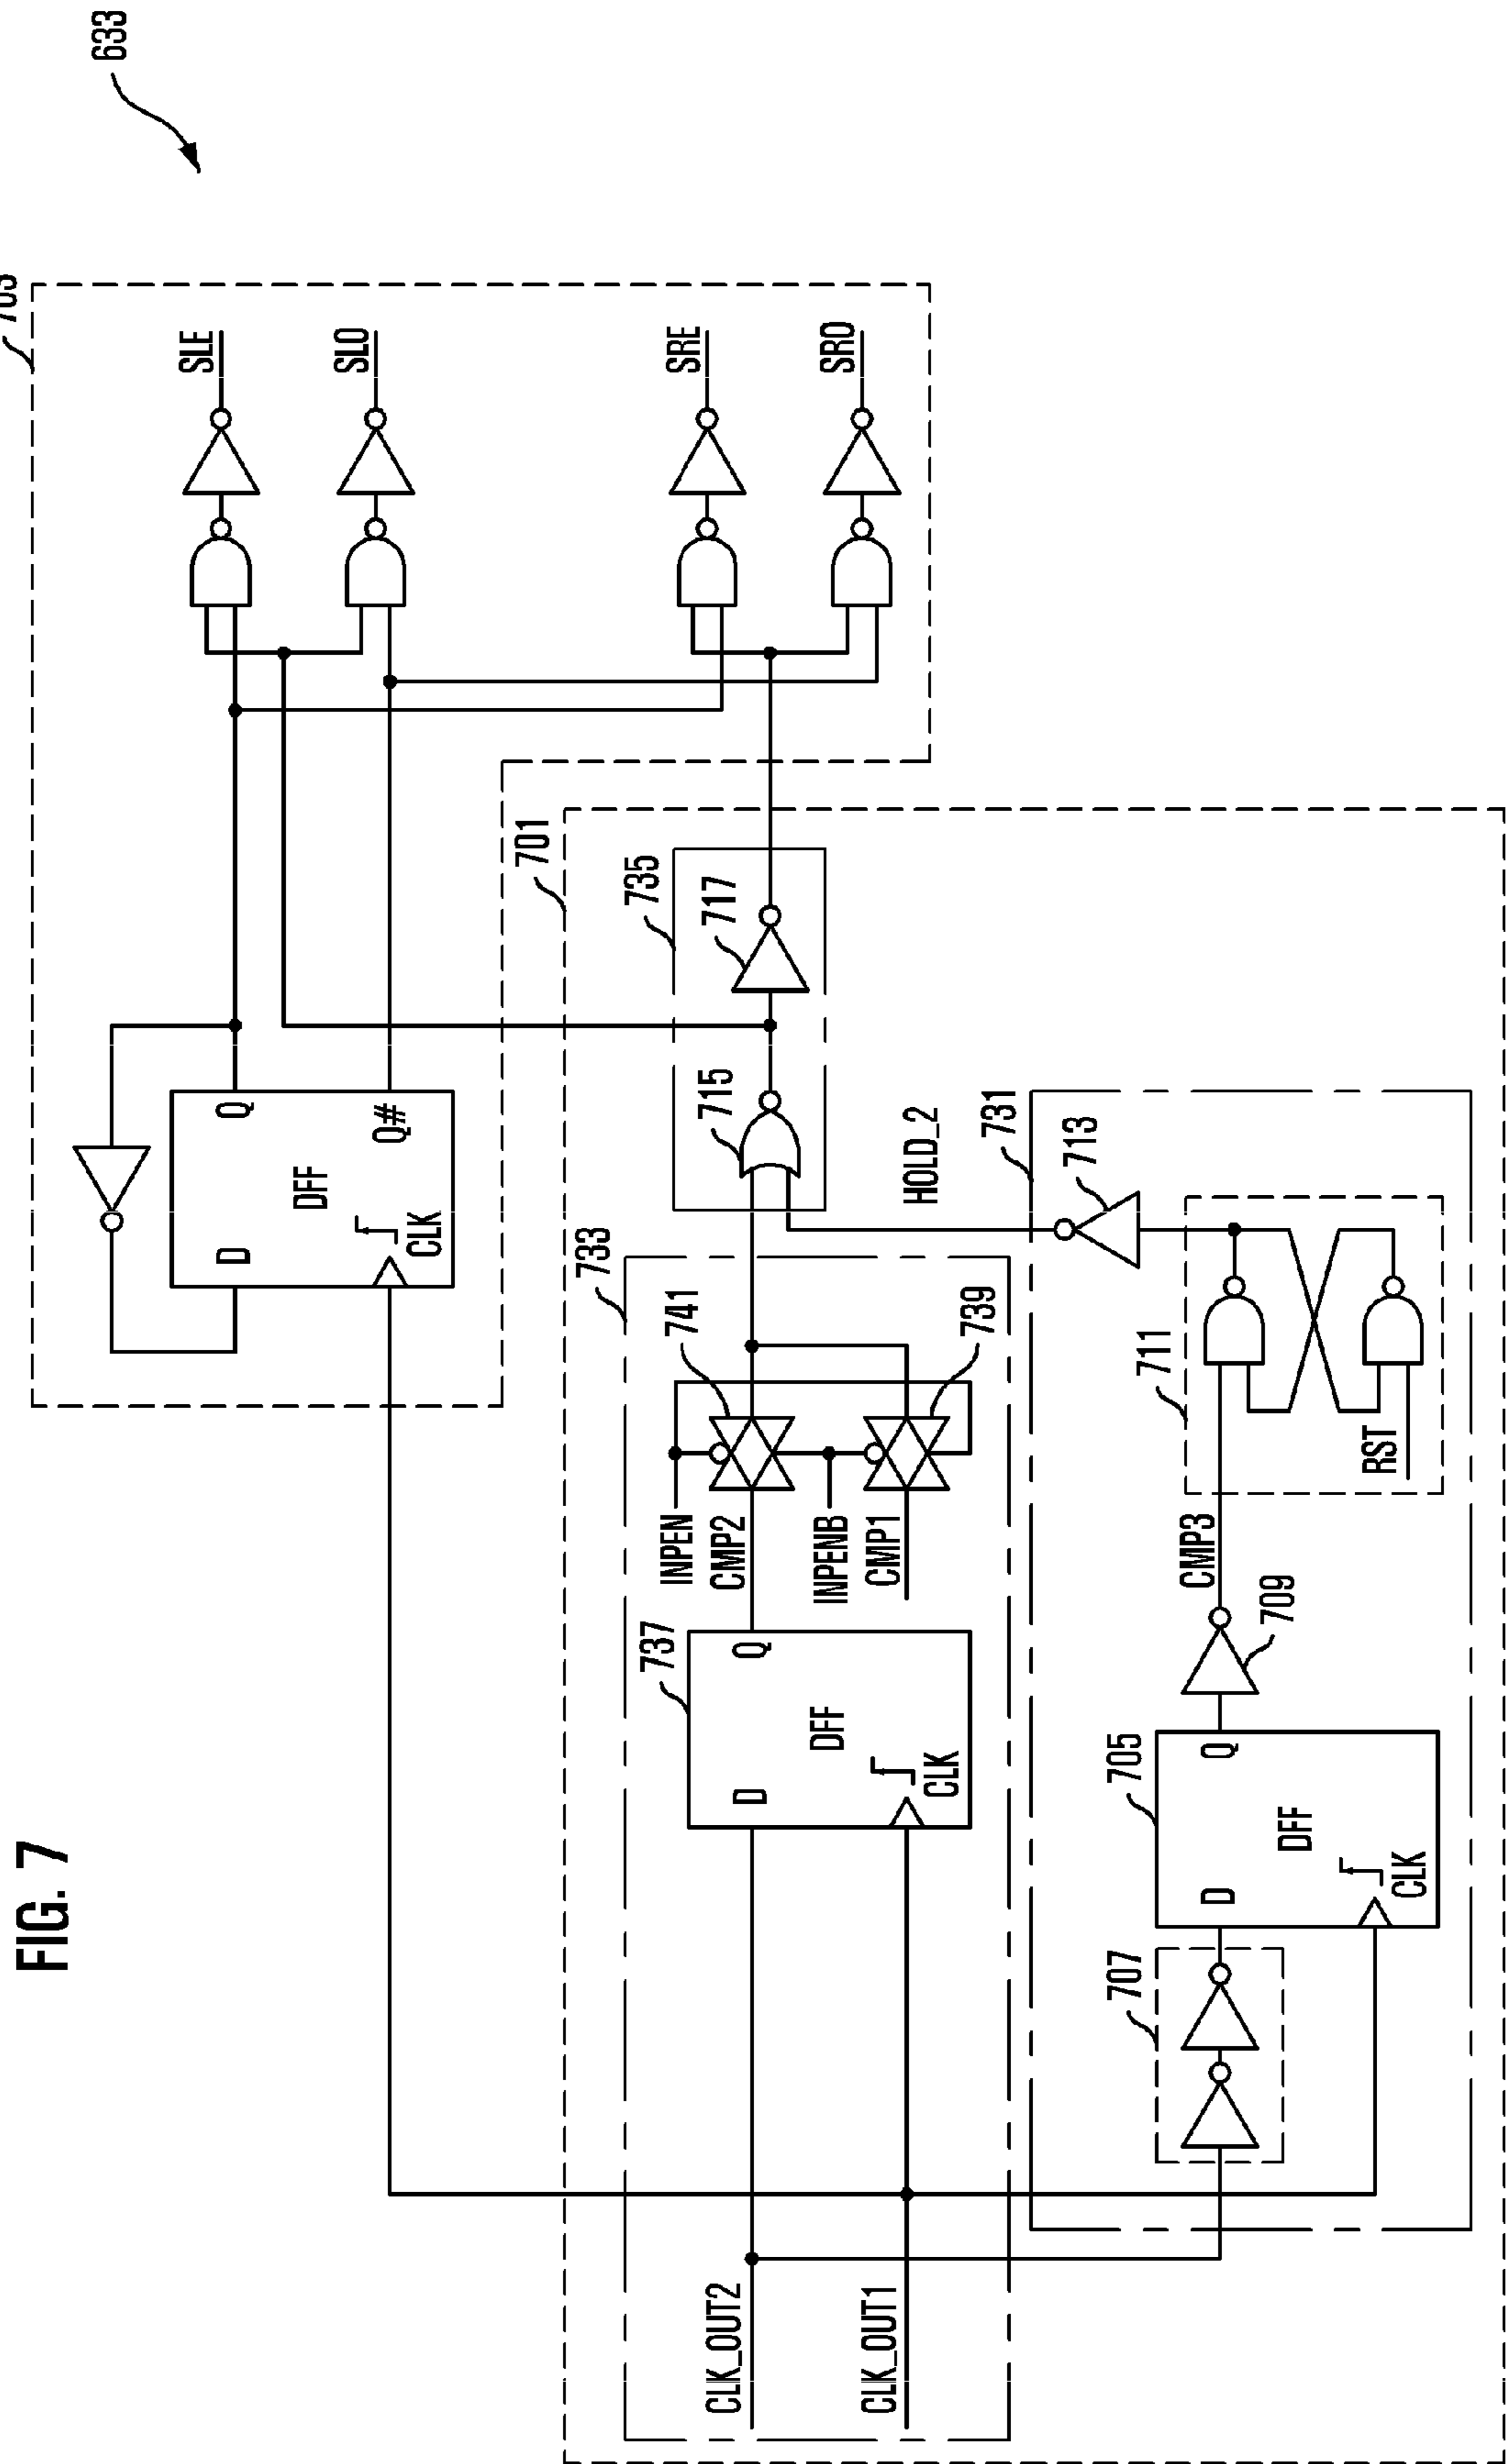 FIG. 7
633
SLE
D
Q
DFF
SLO
CLK
Q#
701
733
735
737
INPEN
741
715
717
SRE
CLK_OUT2
D
Q
CMP2
DFF
INPENB
SRO
CLK_OUT1
CLK
CMP1
739
HOLD_2
731
713
707
705
711
D
Q
CMP3
709
DFF
RST
CLK